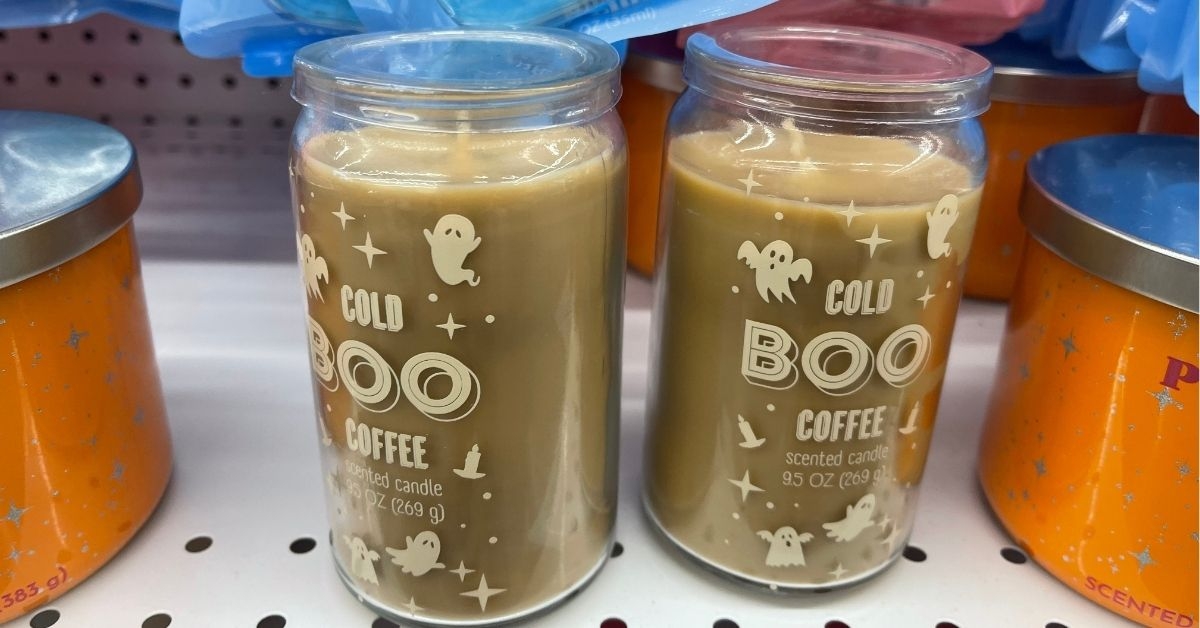 COLD
BOO
COFFEE
scented candle
9.5 OZ (269 g)
COLD
BOO
COFFEE
scented candle
9.5 OZ (269 g)
(383 g)
P
SCENTED